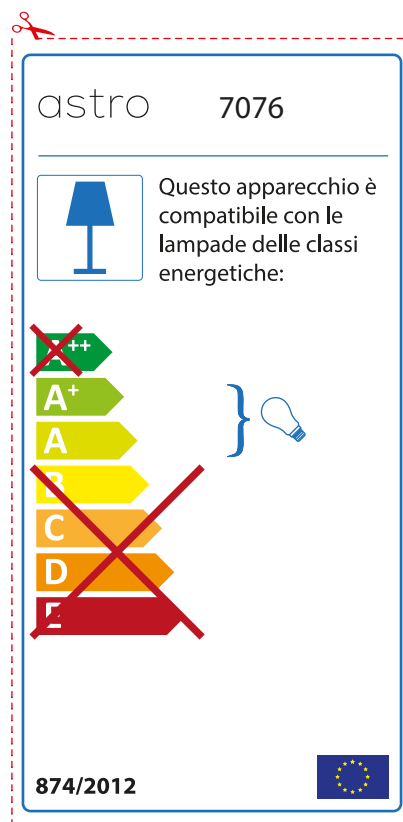 astro 7076
Questo apparecchio è
compatibile con le
lampade delle classi
energetiche:
A++
A+
A
B
C
D
E
874/2012